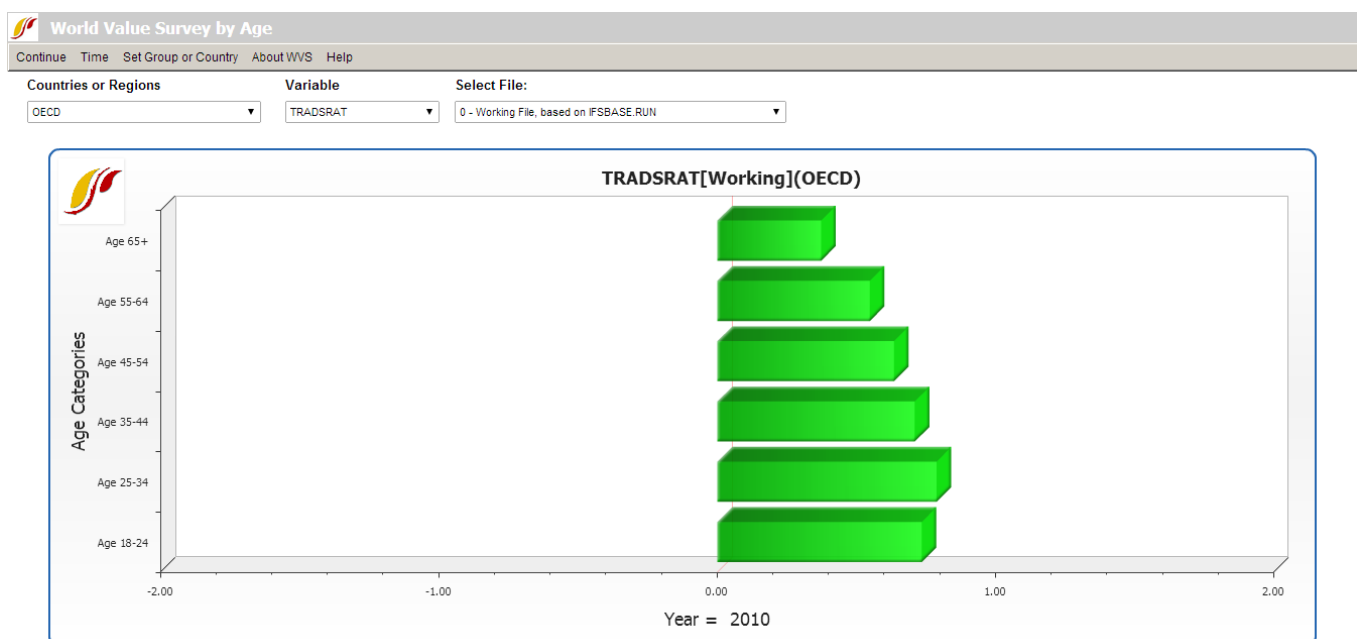 World Value Survey by Age
Continue Time Set Group or Country About WVS Help
Countries or Regions Variable Select File:
OECD TRADSRAT 0 - Working File, based on IFSBASE.RUN
TRADSRAT[Working](OECD)
Age Categories
Age 65+
Age 55-64
Age 45-54
Age 35-44
Age 25-34
Age 18-24
-2.00 -1.00 0.00 1.00 2.00
Year = 2010